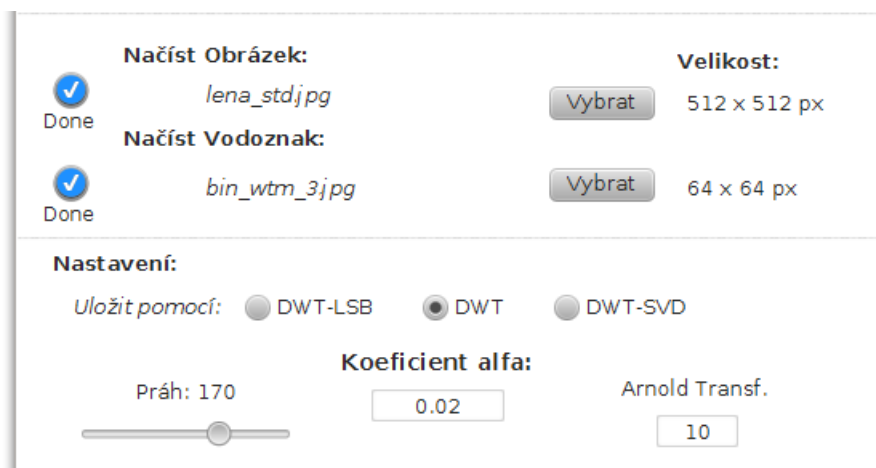 Načíst Obrázek:
Velikost:
lena_std.jpg
Vybrat
512 x 512 px
Done
Načíst Vodoznak:
bin_wtm_3.jpg
Vybrat
64 x 64 px
Done
Nastavení:
Uložit pomocí: DWT-LSB DWT DWT-SVD
Koeficient alfa:
Práh: 170
0.02
Arnold Transf.
10